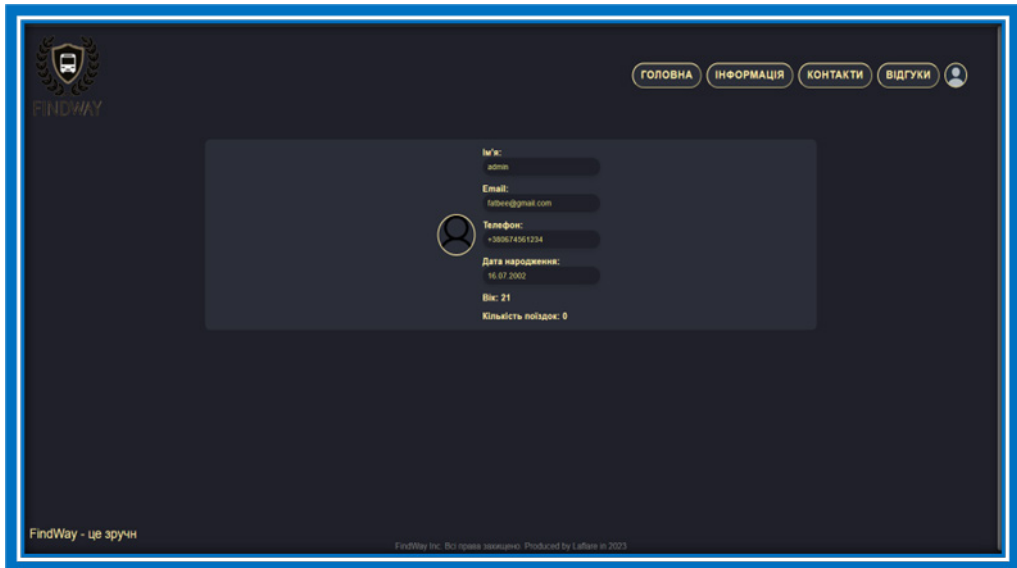 FINDWAY
ГОЛОВНА ІНФОРМАЦІЯ КОНТАКТИ ВІДГУКИ
Ім'я:
admin
Email:
fatbee@gmail.com
Телефон:
+380674561234
Дата народження:
16.07.2002
Вік: 21
Кількість поїздок: 0
FindWay - це зручн
FindWay Inc. Всі права захищено. Produced by Laflare in 2023